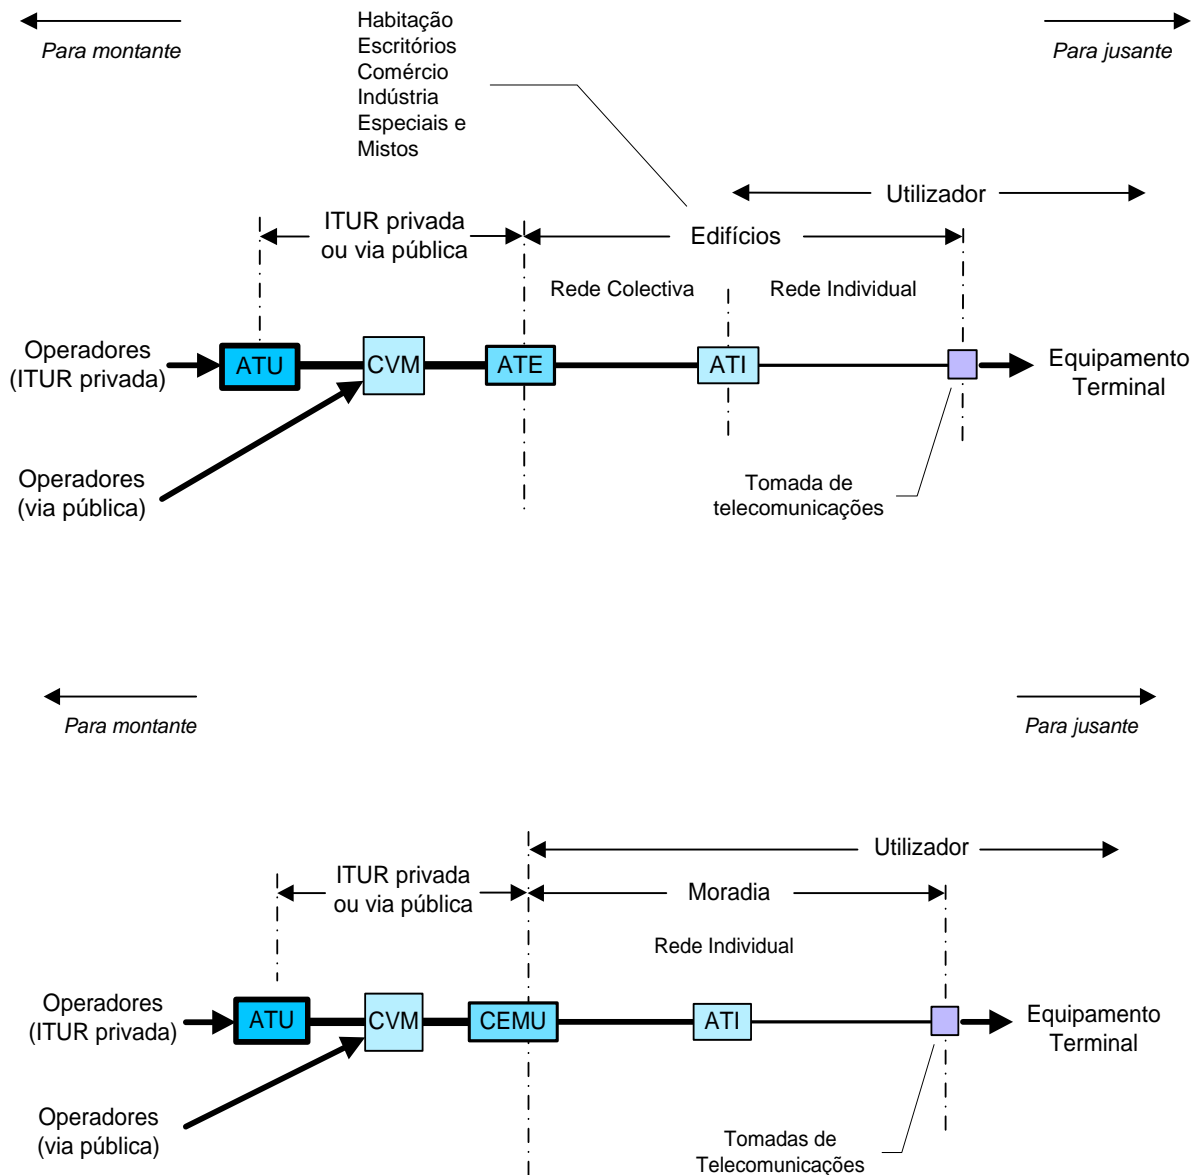 Para montante
Habitação
Escritórios
Comércio
Indústria
Especiais e
Mistos
Para jusante
Utilizador
ITUR privada
ou via pública
Edifícios
Rede Colectiva
Rede Individual
Operadores
(ITUR privada)
ATU
CVM
ATE
ATI
Equipamento
Terminal
Operadores
(via pública)
Tomada de
telecomunicações
Para montante
Para jusante
Utilizador
ITUR privada
ou via pública
Moradia
Rede Individual
Operadores
(ITUR privada)
ATU
CVM
CEMU
ATI
Equipamento
Terminal
Operadores
(via pública)
Tomadas de
Telecomunicações